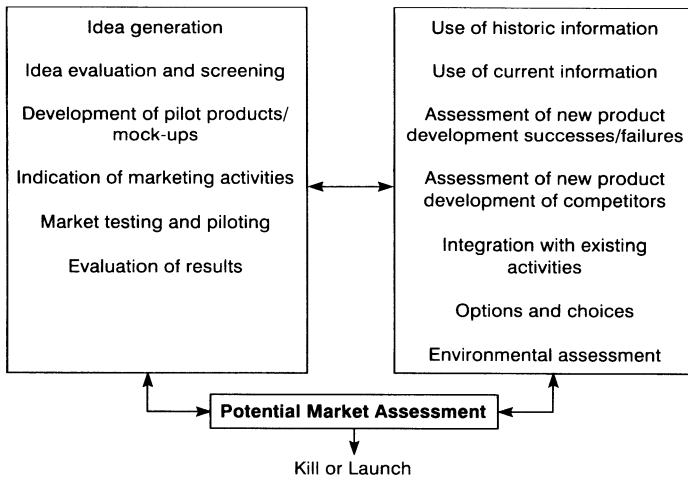 Idea generation
Idea evaluation and screening
Development of pilot products/
mock-ups
Indication of marketing activities
Market testing and piloting
Evaluation of results
Use of historic information
Use of current information
Assessment of new product
development successes/failures
Assessment of new product
development of competitors
Integration with existing
activities
Options and choices
Environmental assessment
Potential Market Assessment
Kill or Launch